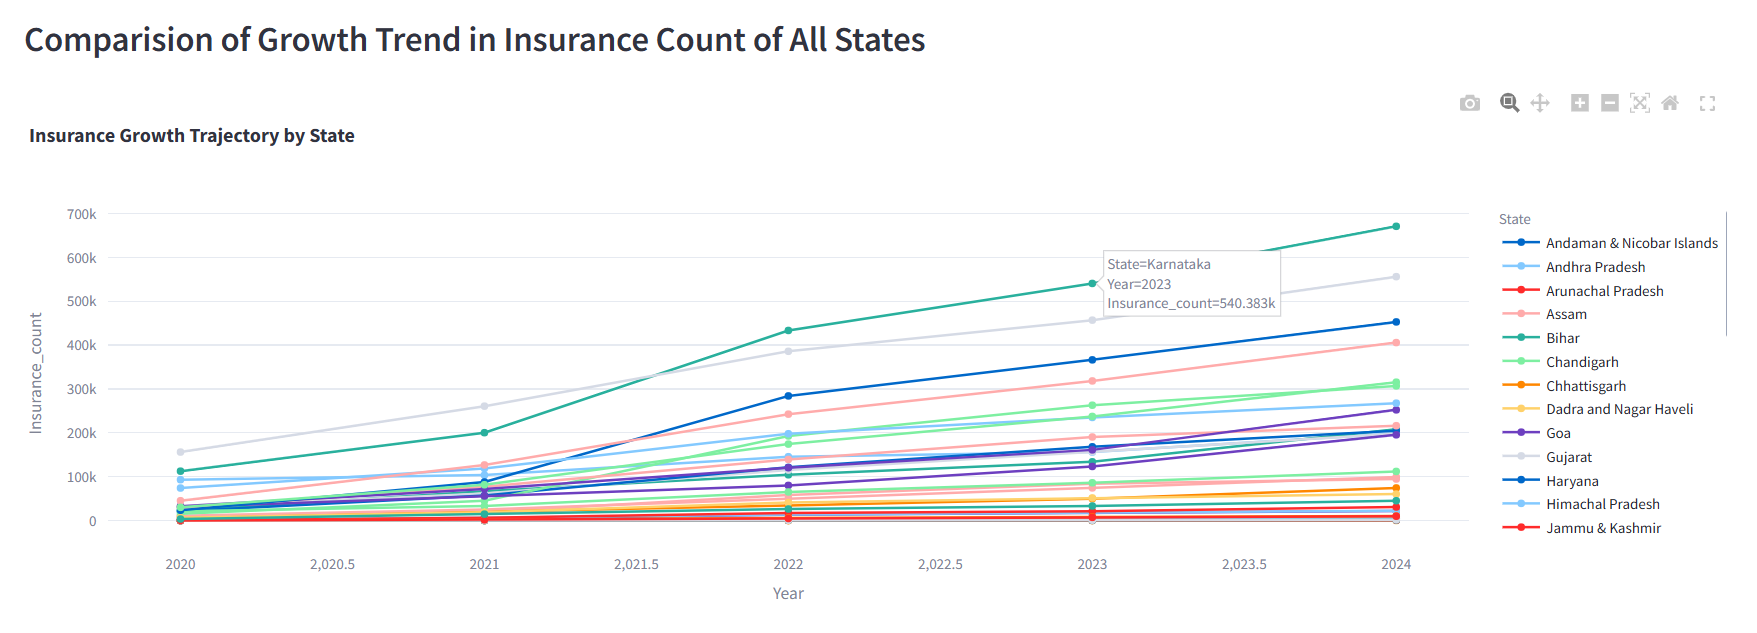 Comparision of Growth Trend in Insurance Count of All States
Insurance Growth Trajectory by State
700k
600k
500k
400k
300k
200k
100k
0
Insurance_count
State=Karnataka
Year=2023
Insurance_count=540.383k
2020
2,020.5
2021
2,021.5
2022
2,022.5
2023
2,023.5
2024
Year
State
Andaman & Nicobar Islands
Andhra Pradesh
Arunachal Pradesh
Assam
Bihar
Chandigarh
Chhattisgarh
Dadra and Nagar Haveli
Goa
Gujarat
Haryana
Himachal Pradesh
Jammu & Kashmir